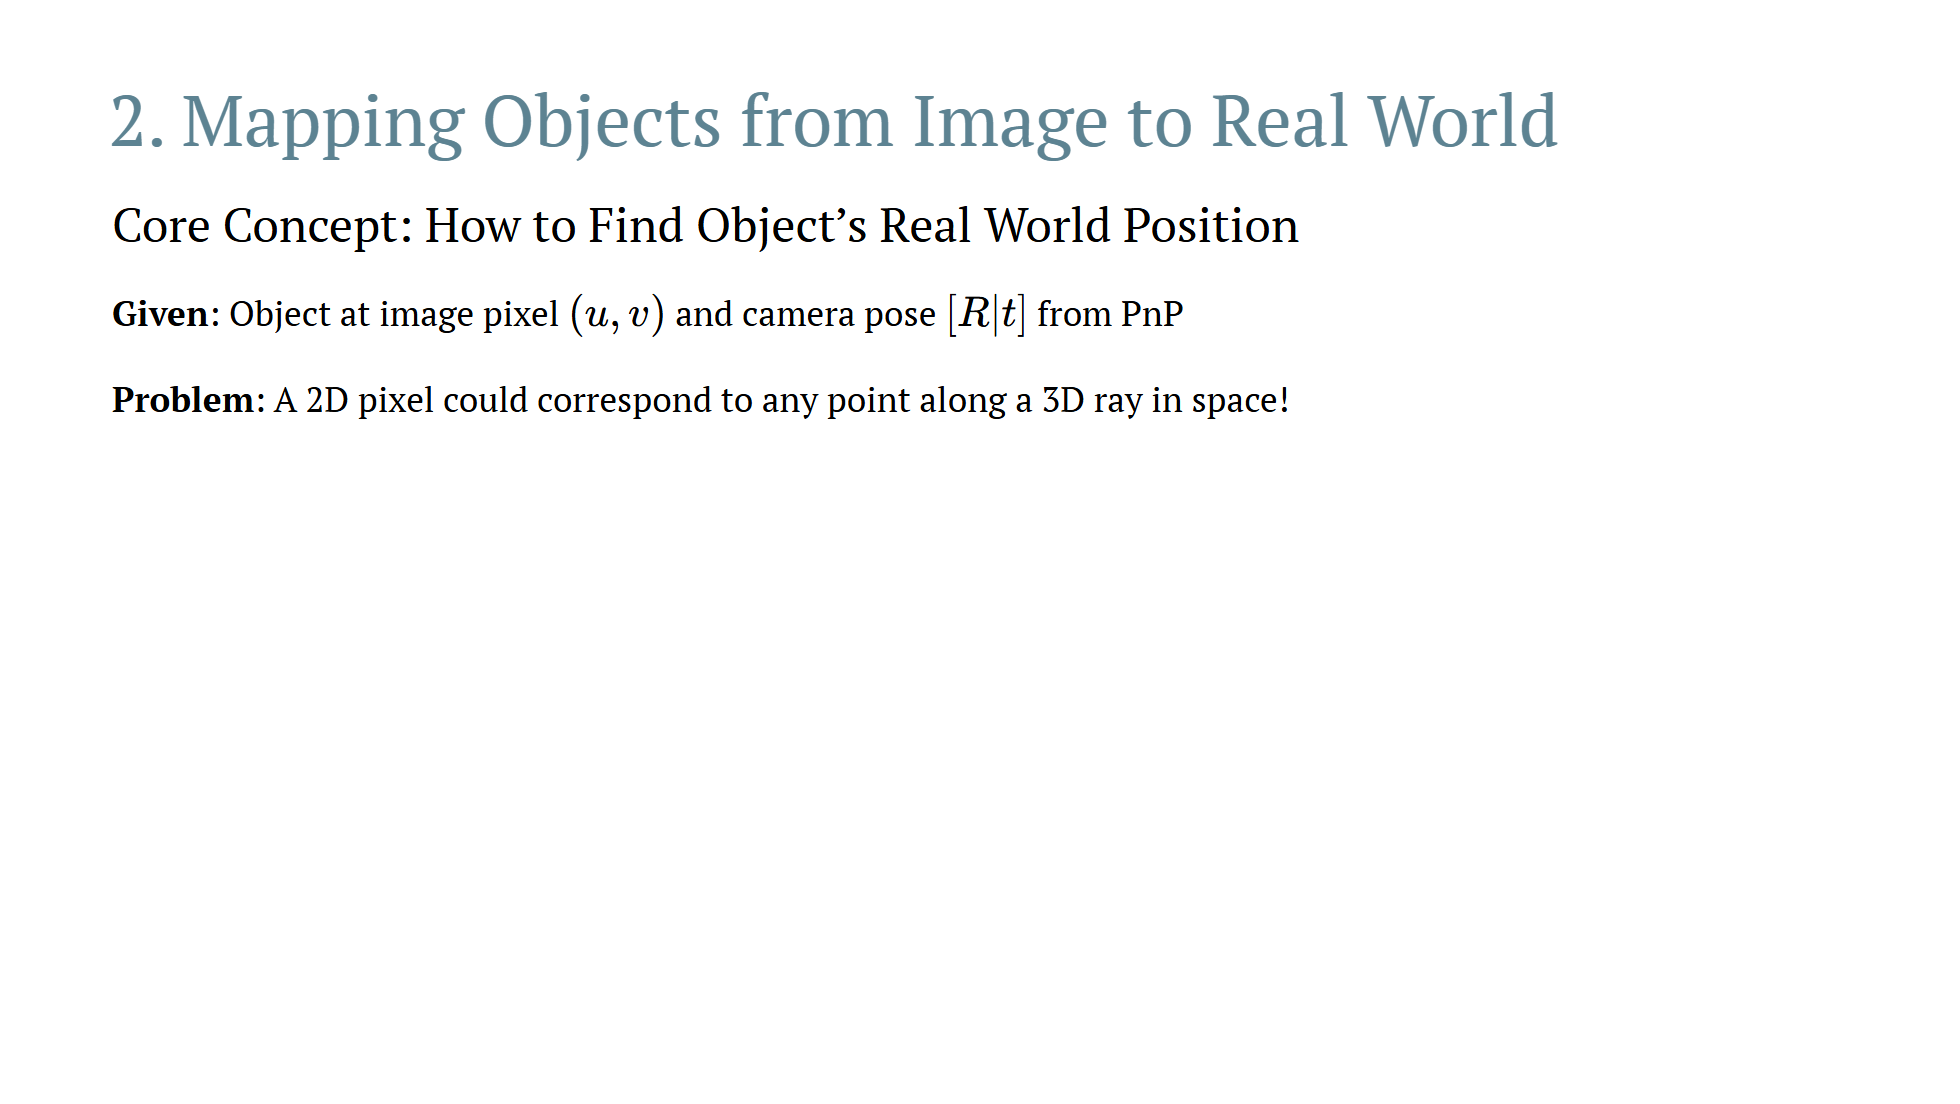 2. Mapping Objects from Image to Real World
Core Concept: How to Find Object’s Real World Position
Given: Object at image pixel (u, v) and camera pose [R|t] from PnP
Problem: A 2D pixel could correspond to any point along a 3D ray in space!